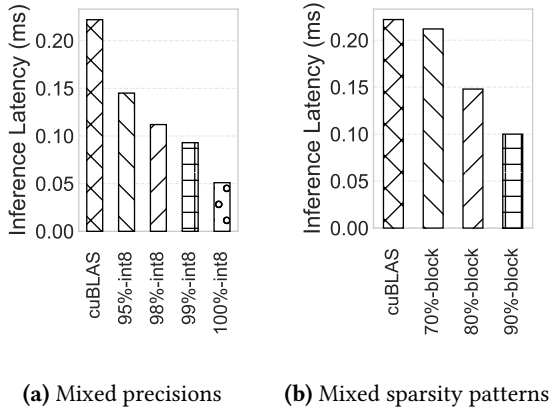 Inference Latency (ms)
0.20
0.15
0.10
0.05
0.00
cuBLAS
95%-int8
98%-int8
99%-int8
100%-int8
(a) Mixed precisions
Inference Latency (ms)
0.20
0.15
0.10
0.05
0.00
cuBLAS
70%-block
80%-block
90%-block
(b) Mixed sparsity patterns